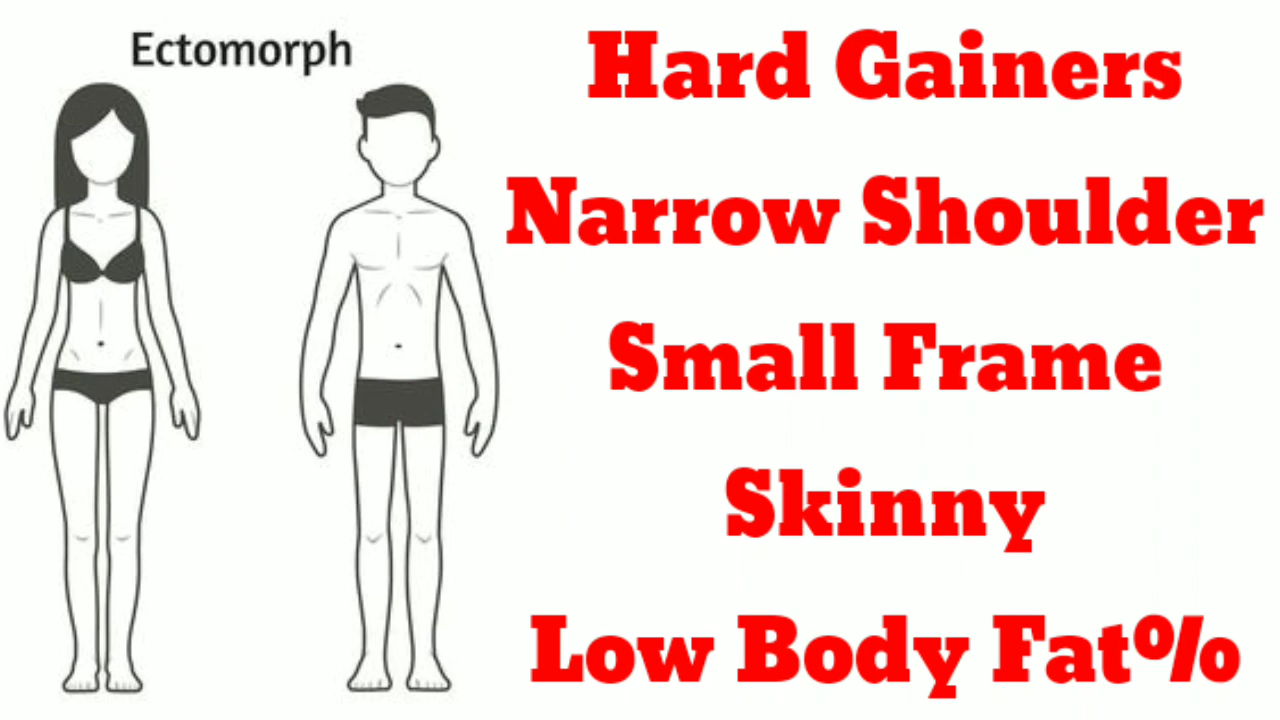 Ectomorph
Hard Gainers
Narrow Shoulder
Small Frame
Skinny
Low Body Fat%